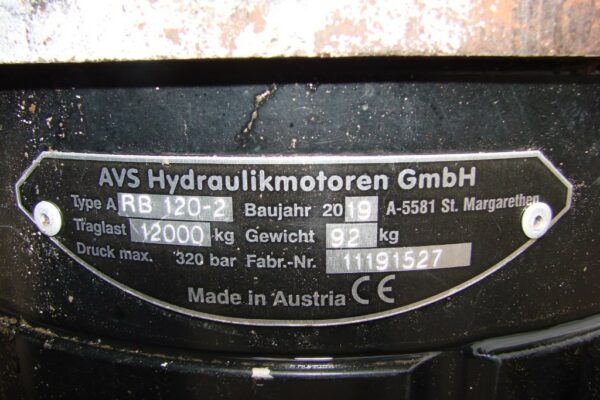 AVS Hydraulikmotoren GmbH
Type A RB 120-2 Baujahr 2019 A-5581 St. Margarethen
Traglast 12000 kg Gewicht 92 kg
Druck max. 320 bar Fabr.-Nr. 11191527
Made in Austria CE